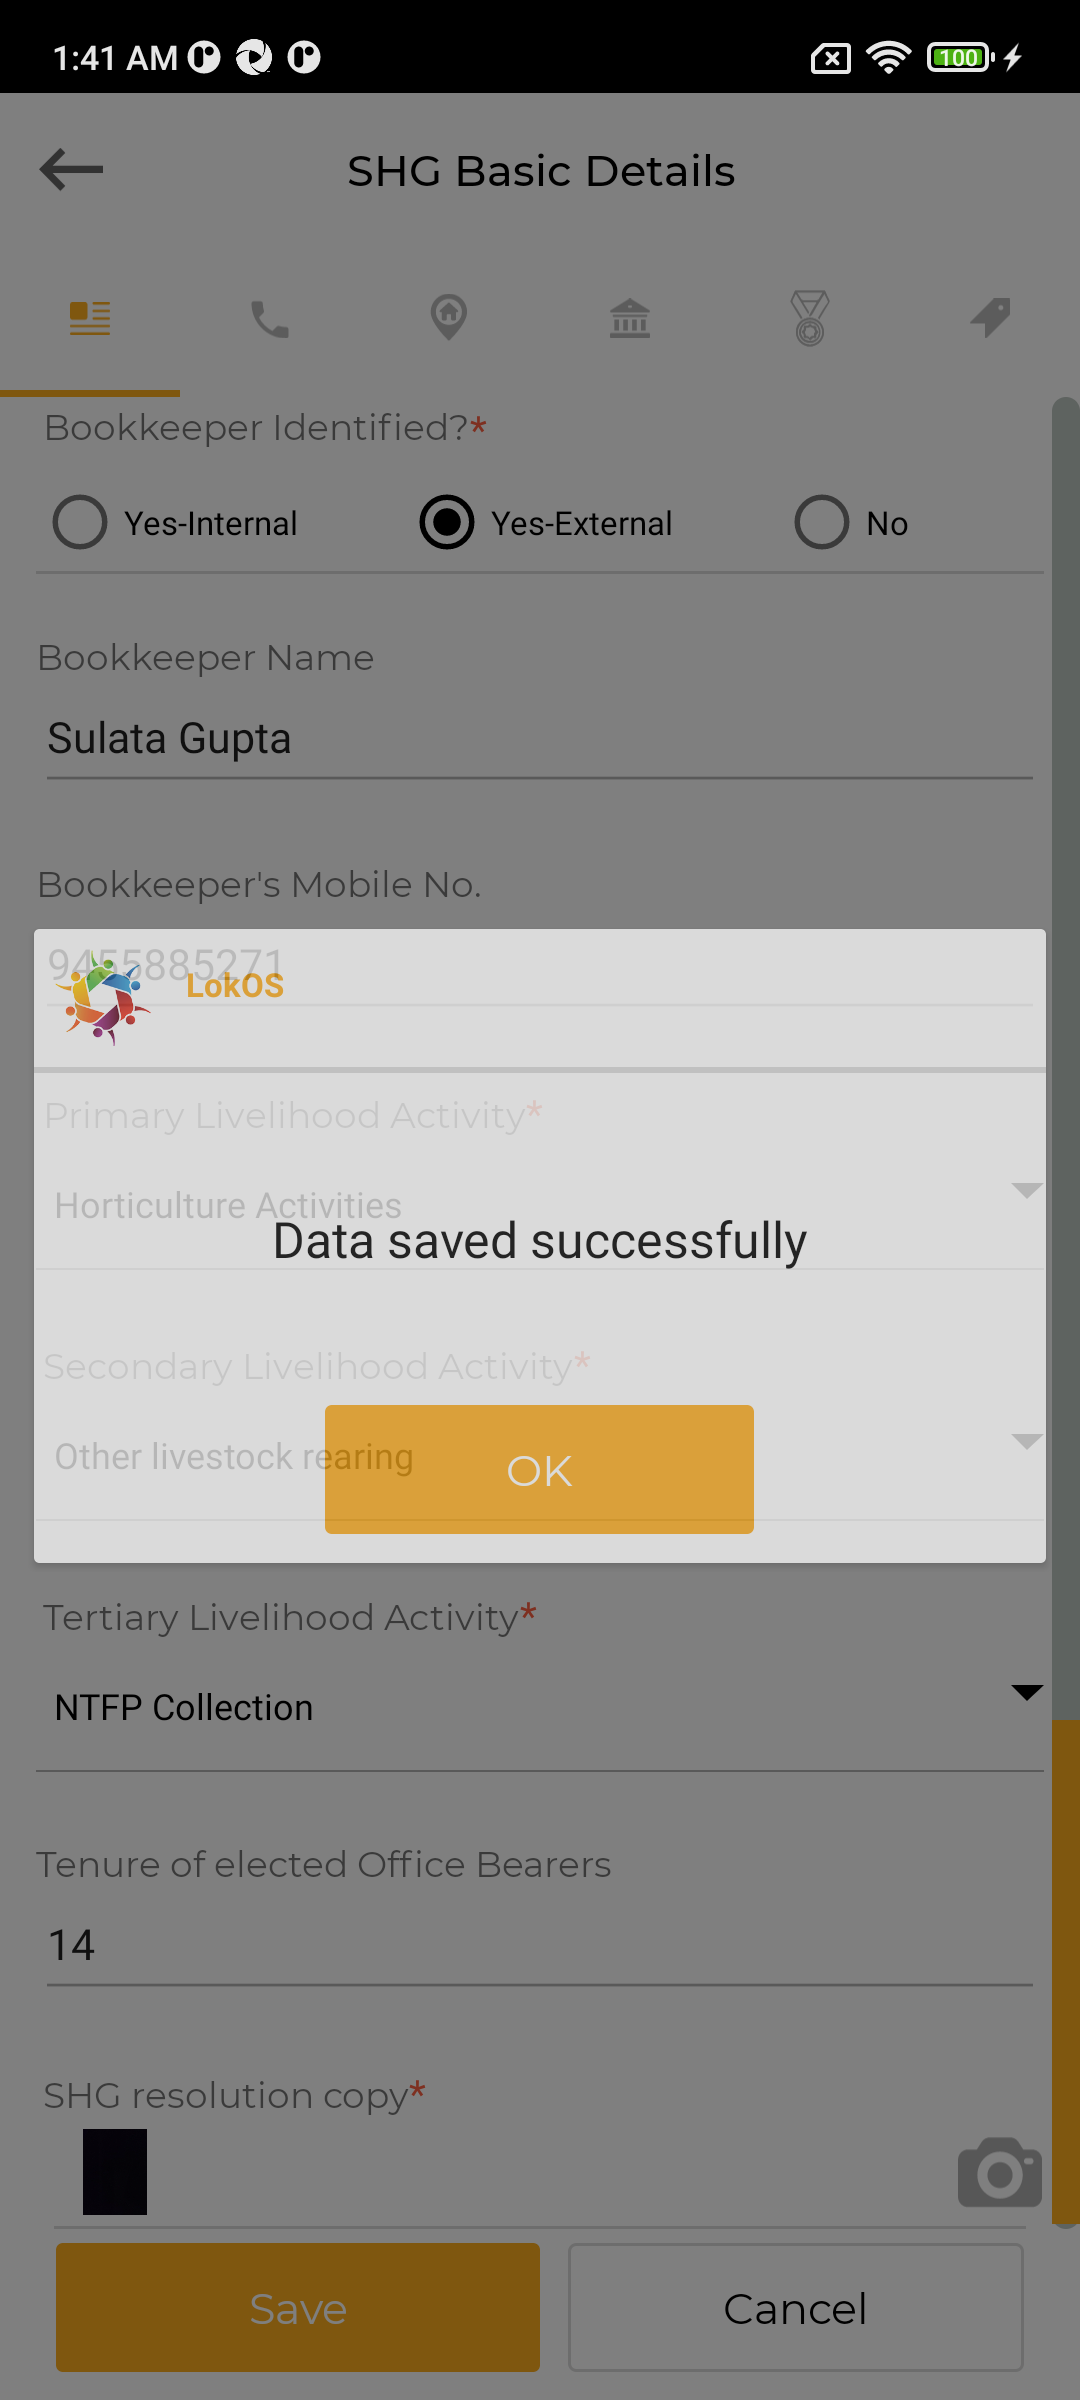 1:41 AM
100
SHG Basic Details
Bookkeeper Identified?*
Yes-Internal Yes-External No
Bookkeeper Name
Sulata Gupta
Bookkeeper's Mobile No.
9455885271
LokOS
Primary Livelihood Activity*
Horticulture Activities
Data saved successfully
Secondary Livelihood Activity*
Other livestock rearing
OK
Tertiary Livelihood Activity*
NTFP Collection
Tenure of elected Office Bearers
14
SHG resolution copy*
Save Cancel